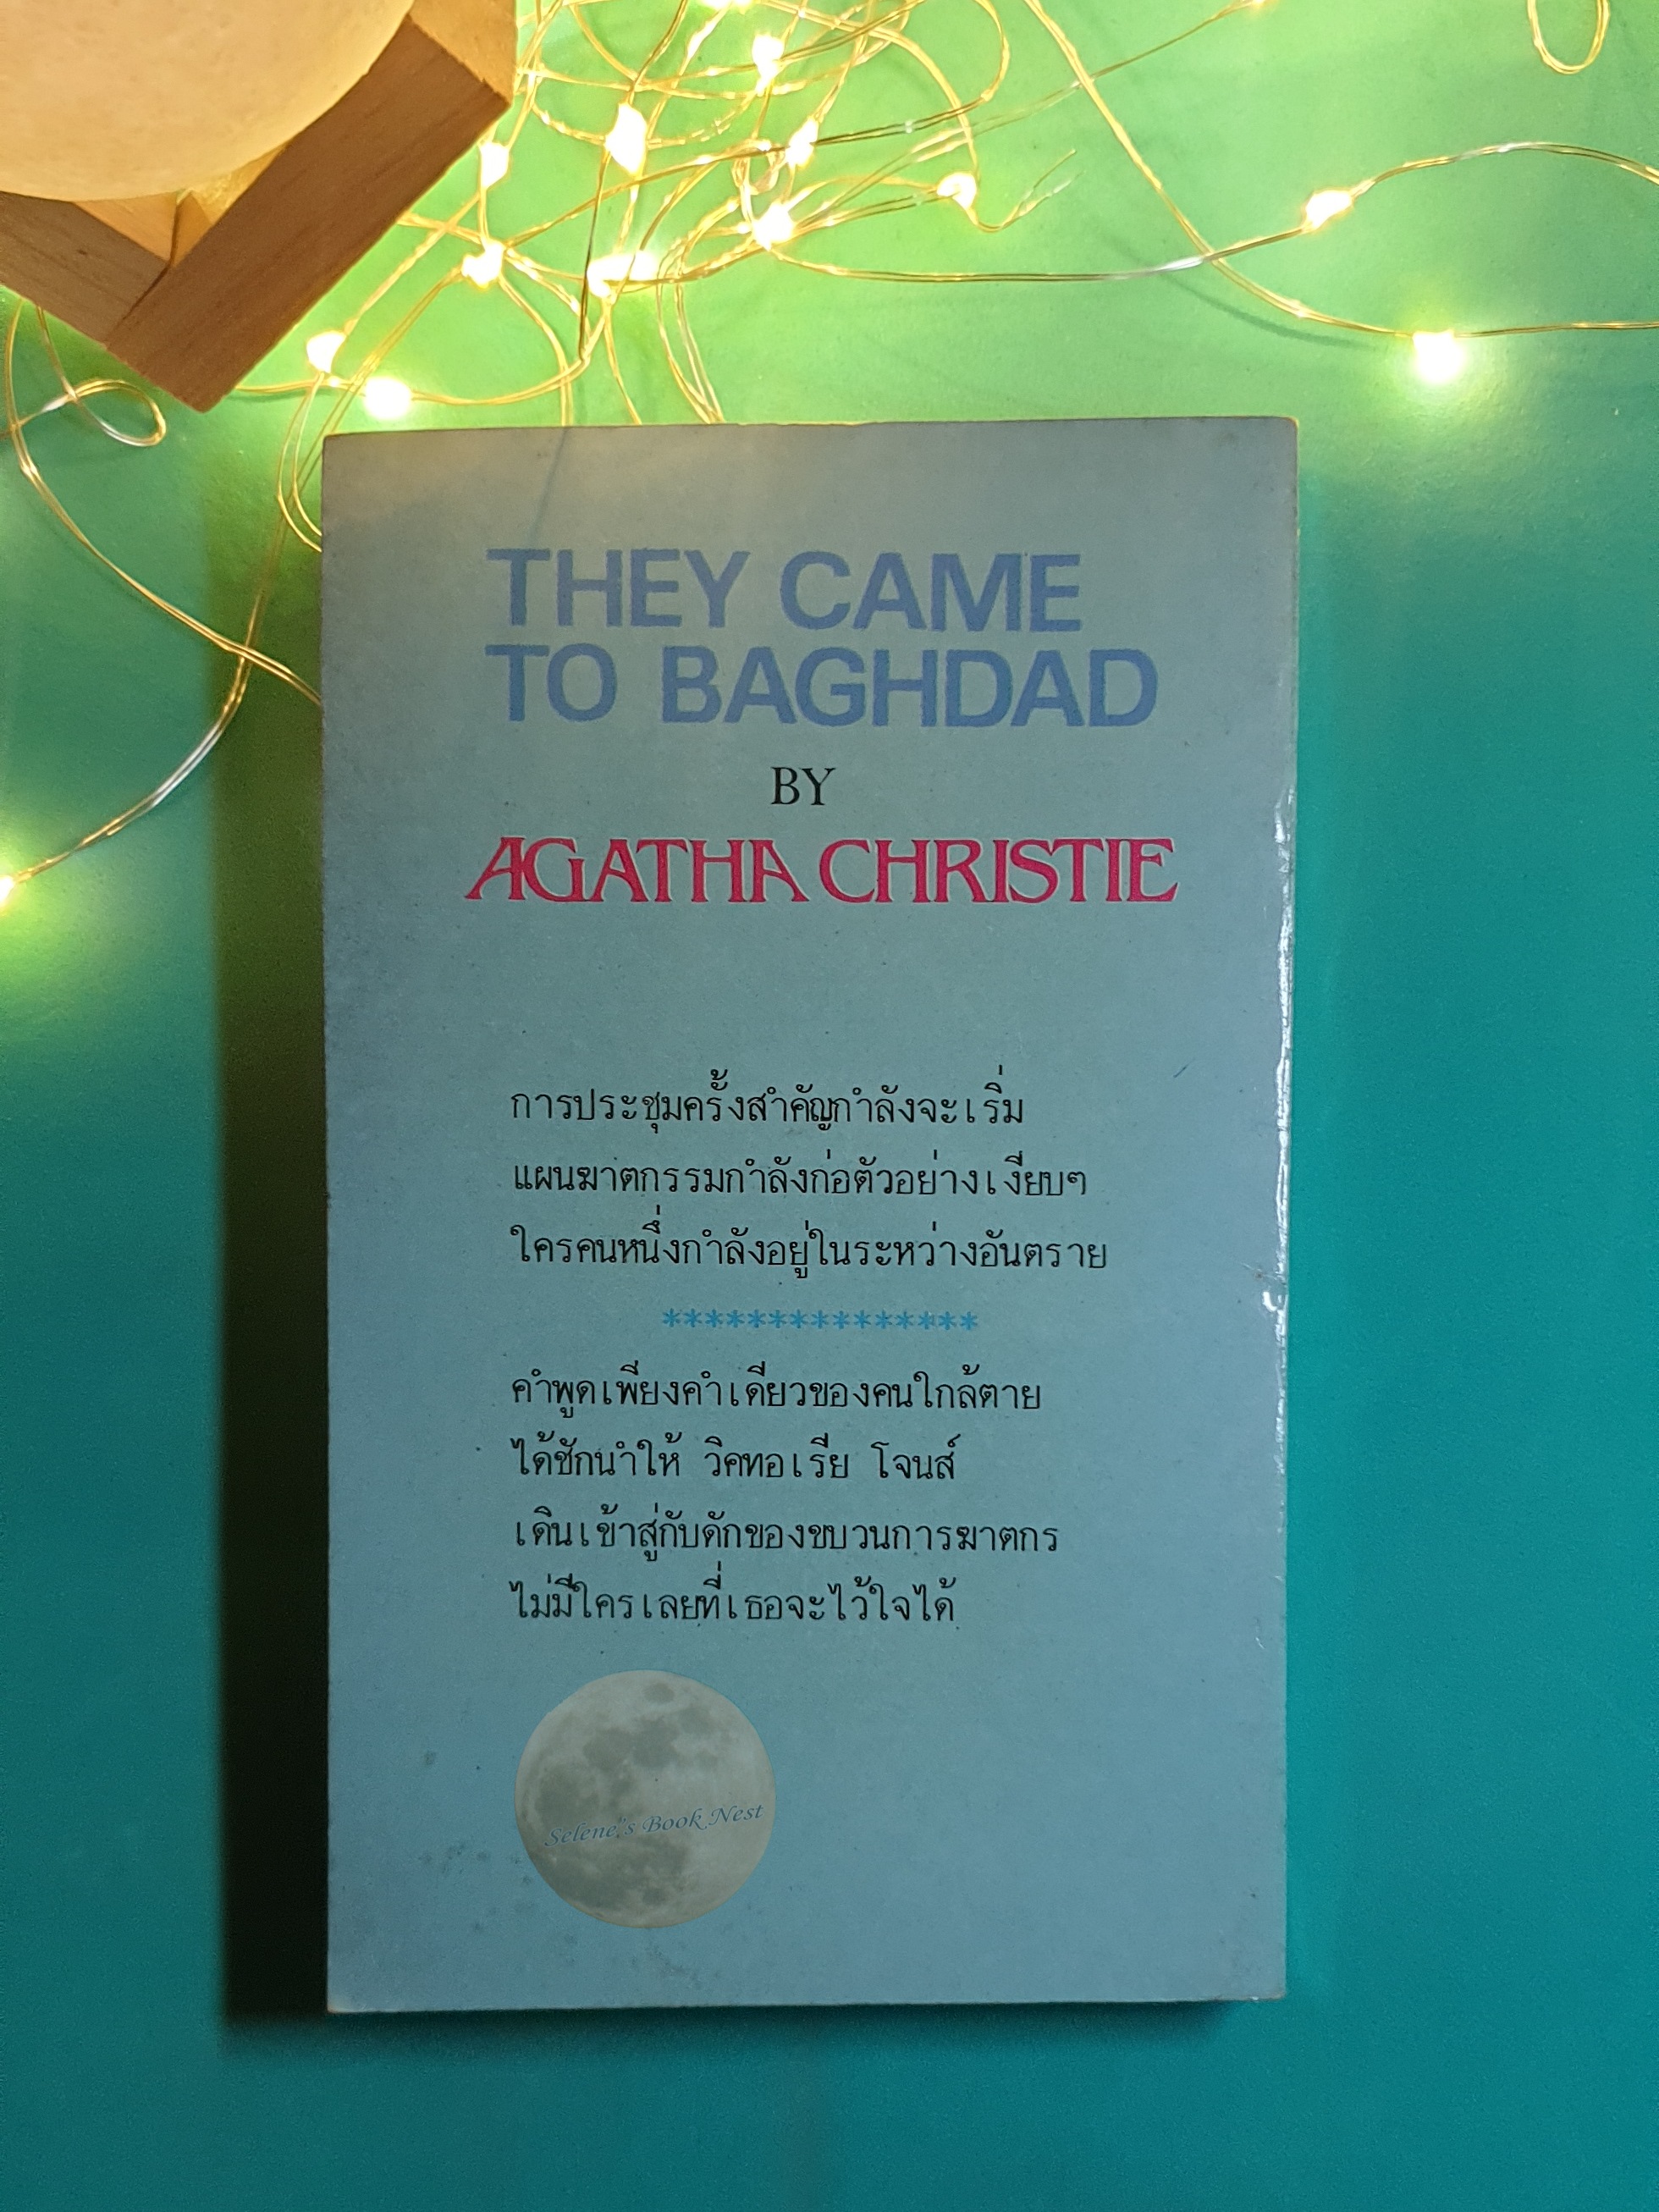 THEY CAME
TO BAGHDAD
BY
AGATHA CHRISTIE
การประชุมครั้งสำคัญกำลังจะเริ่ม
แผนฆาตกรรมกำลังก่อตัวอย่างเงียบๆ
ใครคนหนึ่งกำลังอยู่ในระหว่างอันตราย
***************
คำพูดเพียงคำเดียวของคนใกล้ตาย
ได้ชักนำให้ วิคทอเรีย โจนส์
เดินเข้าสู่กับดักของขบวนการฆาตกร
ไม่มีใครเลยที่เธอจะไว้ใจได้
Selene's Book Nest